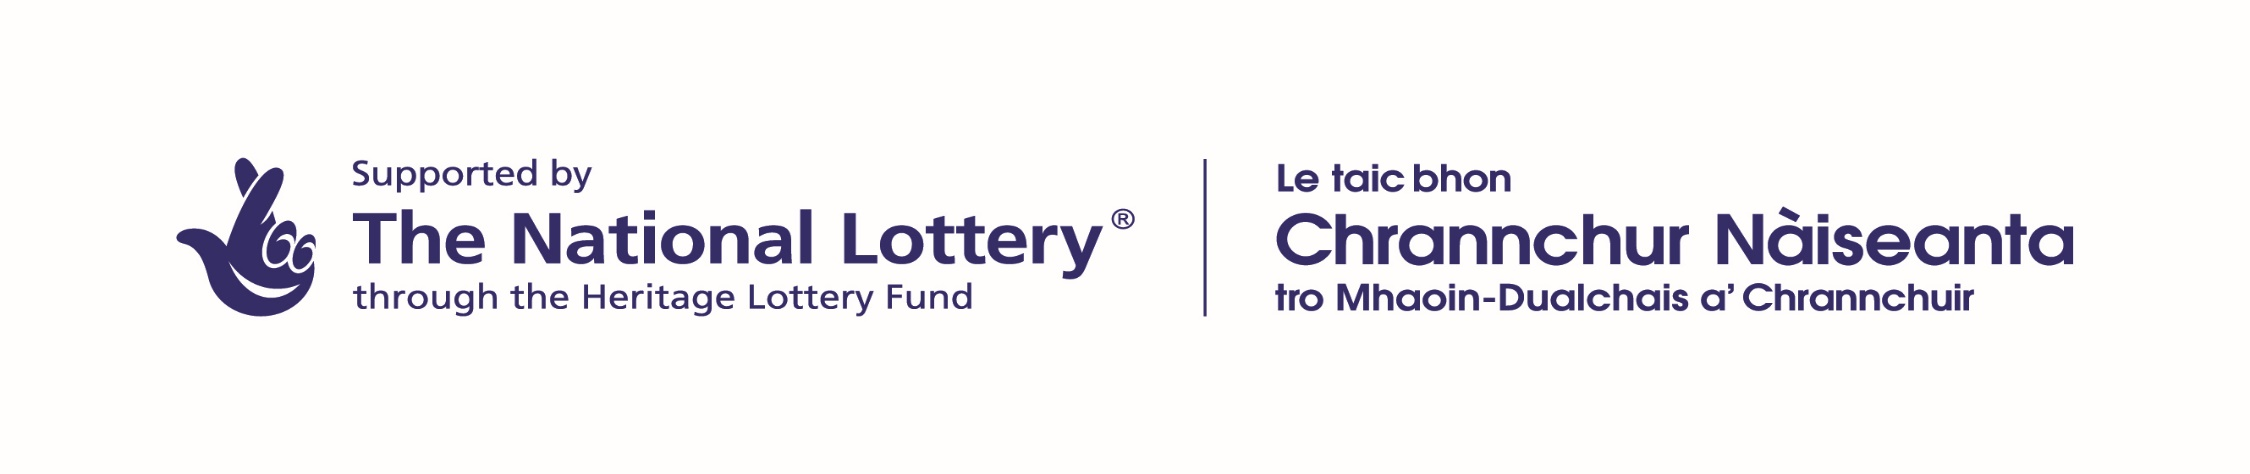 Supported by
The National Lottery®
through the Heritage Lottery Fund
Le taic bhon
Chrannchur Nàiseanta
tro Mhaoin-Dualchais a’ Chrannchuir